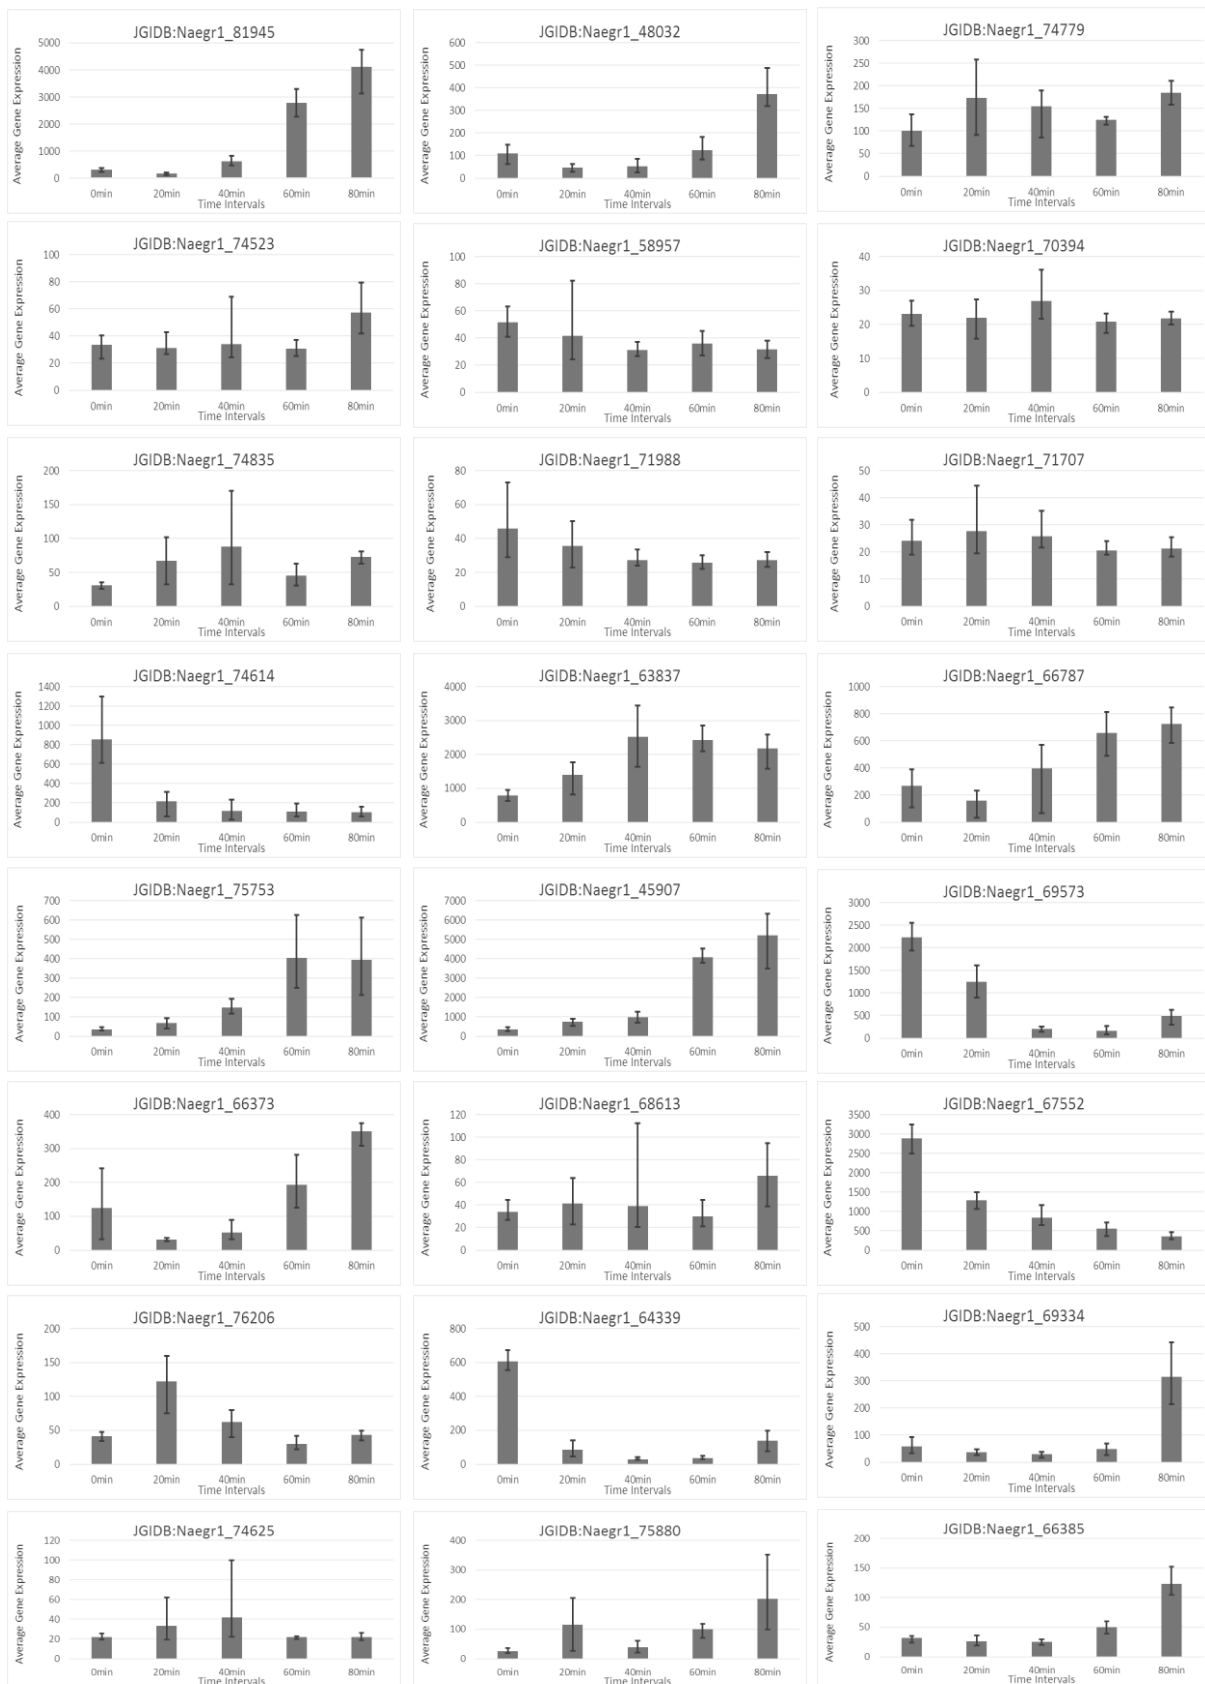 JGIDB:Naegr1_81945
Average Gene Expression
5000
4000
3000
2000
1000
0
0min 20min 40min 60min 80min
Time Intervals
JGIDB:Naegr1_48032
Average Gene Expression
600
500
400
300
200
100
0
0min 20min 40min 60min 80min
Time Intervals
JGIDB:Naegr1_74779
Average Gene Expression
300
250
200
150
100
50
0
0min 20min 40min 60min 80min
Time Intervals
JGIDB:Naegr1_74523
Average Gene Expression
100
80
60
40
20
0
0min 20min 40min 60min 80min
Time Intervals
JGIDB:Naegr1_58957
Average Gene Expression
100
80
60
40
20
0
0min 20min 40min 60min 80min
Time Intervals
JGIDB:Naegr1_70394
Average Gene Expression
40
30
20
10
0
0min 20min 40min 60min 80min
Time Intervals
JGIDB:Naegr1_74835
Average Gene Expression
200
150
100
50
0
0min 20min 40min 60min 80min
Time Intervals
JGIDB:Naegr1_71988
Average Gene Expression
80
60
40
20
0
0min 20min 40min 60min 80min
Time Intervals
JGIDB:Naegr1_71707
Average Gene Expression
50
40
30
20
10
0
0min 20min 40min 60min 80min
Time Intervals
JGIDB:Naegr1_74614
Average Gene Expression
1400
1200
1000
800
600
400
200
0
0min 20min 40min 60min 80min
Time Intervals
JGIDB:Naegr1_63837
Average Gene Expression
4000
3000
2000
1000
0
0min 20min 40min 60min 80min
Time Intervals
JGIDB:Naegr1_66787
Average Gene Expression
1000
800
600
400
200
0
0min 20min 40min 60min 80min
Time Intervals
JGIDB:Naegr1_75753
Average Gene Expression
700
600
500
400
300
200
100
0
0min 20min 40min 60min 80min
Time Intervals
JGIDB:Naegr1_45907
Average Gene Expression
7000
6000
5000
4000
3000
2000
1000
0
0min 20min 40min 60min 80min
Time Intervals
JGIDB:Naegr1_69573
Average Gene Expression
3000
2500
2000
1500
1000
500
0
0min 20min 40min 60min 80min
Time Intervals
JGIDB:Naegr1_66373
Average Gene Expression
400
300
200
100
0
0min 20min 40min 60min 80min
Time Intervals
JGIDB:Naegr1_68613
Average Gene Expression
120
100
80
60
40
20
0
0min 20min 40min 60min 80min
Time Intervals
JGIDB:Naegr1_67552
Average Gene Expression
3500
3000
2500
2000
1500
1000
500
0
0min 20min 40min 60min 80min
Time Intervals
JGIDB:Naegr1_76206
Average Gene Expression
200
150
100
50
0
0min 20min 40min 60min 80min
Time Intervals
JGIDB:Naegr1_64339
Average Gene Expression
800
600
400
200
0
0min 20min 40min 60min 80min
Time Intervals
JGIDB:Naegr1_69334
Average Gene Expression
500
400
300
200
100
0
0min 20min 40min 60min 80min
Time Intervals
JGIDB:Naegr1_74625
Average Gene Expression
120
100
80
60
40
20
0
0min 20min 40min 60min 80min
Time Intervals
JGIDB:Naegr1_75880
Average Gene Expression
400
300
200
100
0
0min 20min 40min 60min 80min
Time Intervals
JGIDB:Naegr1_66385
Average Gene Expression
200
150
100
50
0
0min 20min 40min 60min 80min
Time Intervals